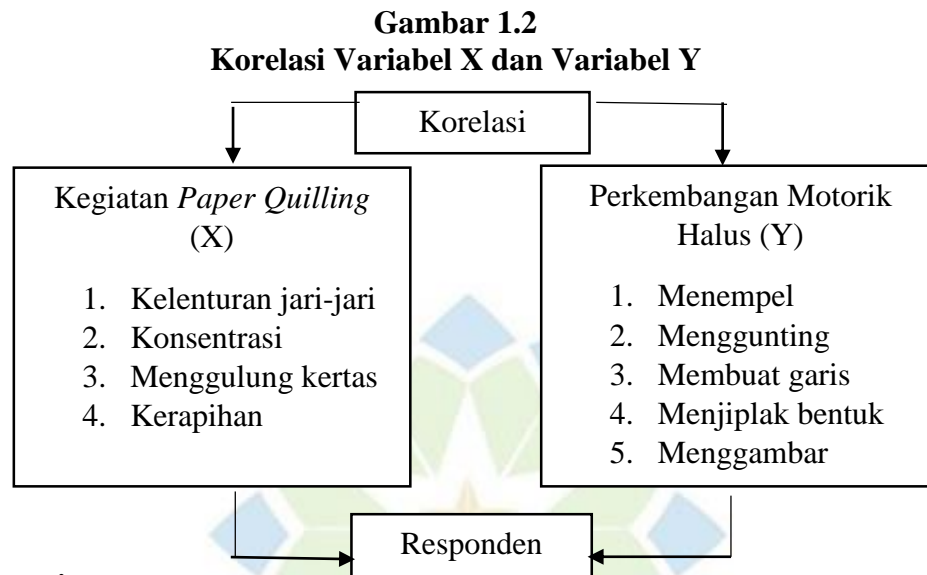 Gambar 1.2
Korelasi Variabel X dan Variabel Y
Korelasi
Kegiatan Paper Quilling
(X)
1. Kelenturan jari-jari
2. Konsentrasi
3. Menggulung kertas
4. Kerapihan
Perkembangan Motorik
Halus (Y)
1. Menempel
2. Menggunting
3. Membuat garis
4. Menjiplak bentuk
5. Menggambar
Responden